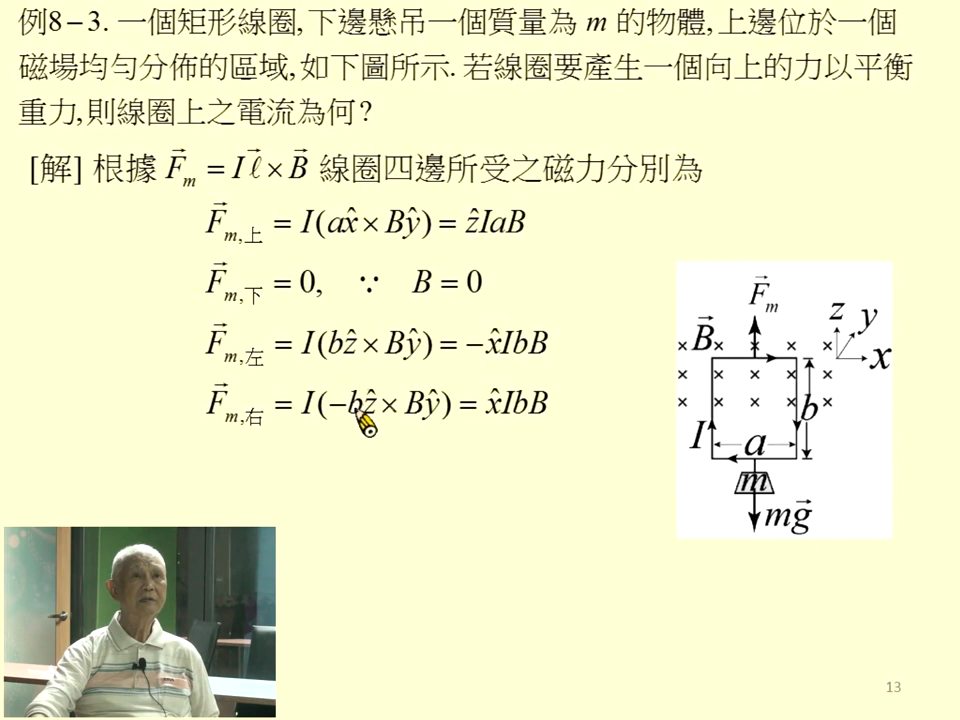 例8－3. 一個矩形線圈,下邊懸吊一個質量為 m 的物體,上邊位於一個
磁場均勻分佈的區域,如下圖所示. 若線圈要產生一個向上的力以平衡
重力,則線圈上之電流為何?
[解] 根據 F⃗m = Iℓ⃗ × B⃗ 線圈四邊所受之磁力分別為
F⃗m,上 = I(ax̂ × Bŷ) = ẑIaB
F⃗m,下 = 0, ∵ B = 0
F⃗m,左 = I(bẑ × Bŷ) = −x̂IbB
F⃗m,右 = I(−bẑ × Bŷ) = x̂IbB
F⃗m
z y
B⃗
x
b
I a
m
mg⃗
13